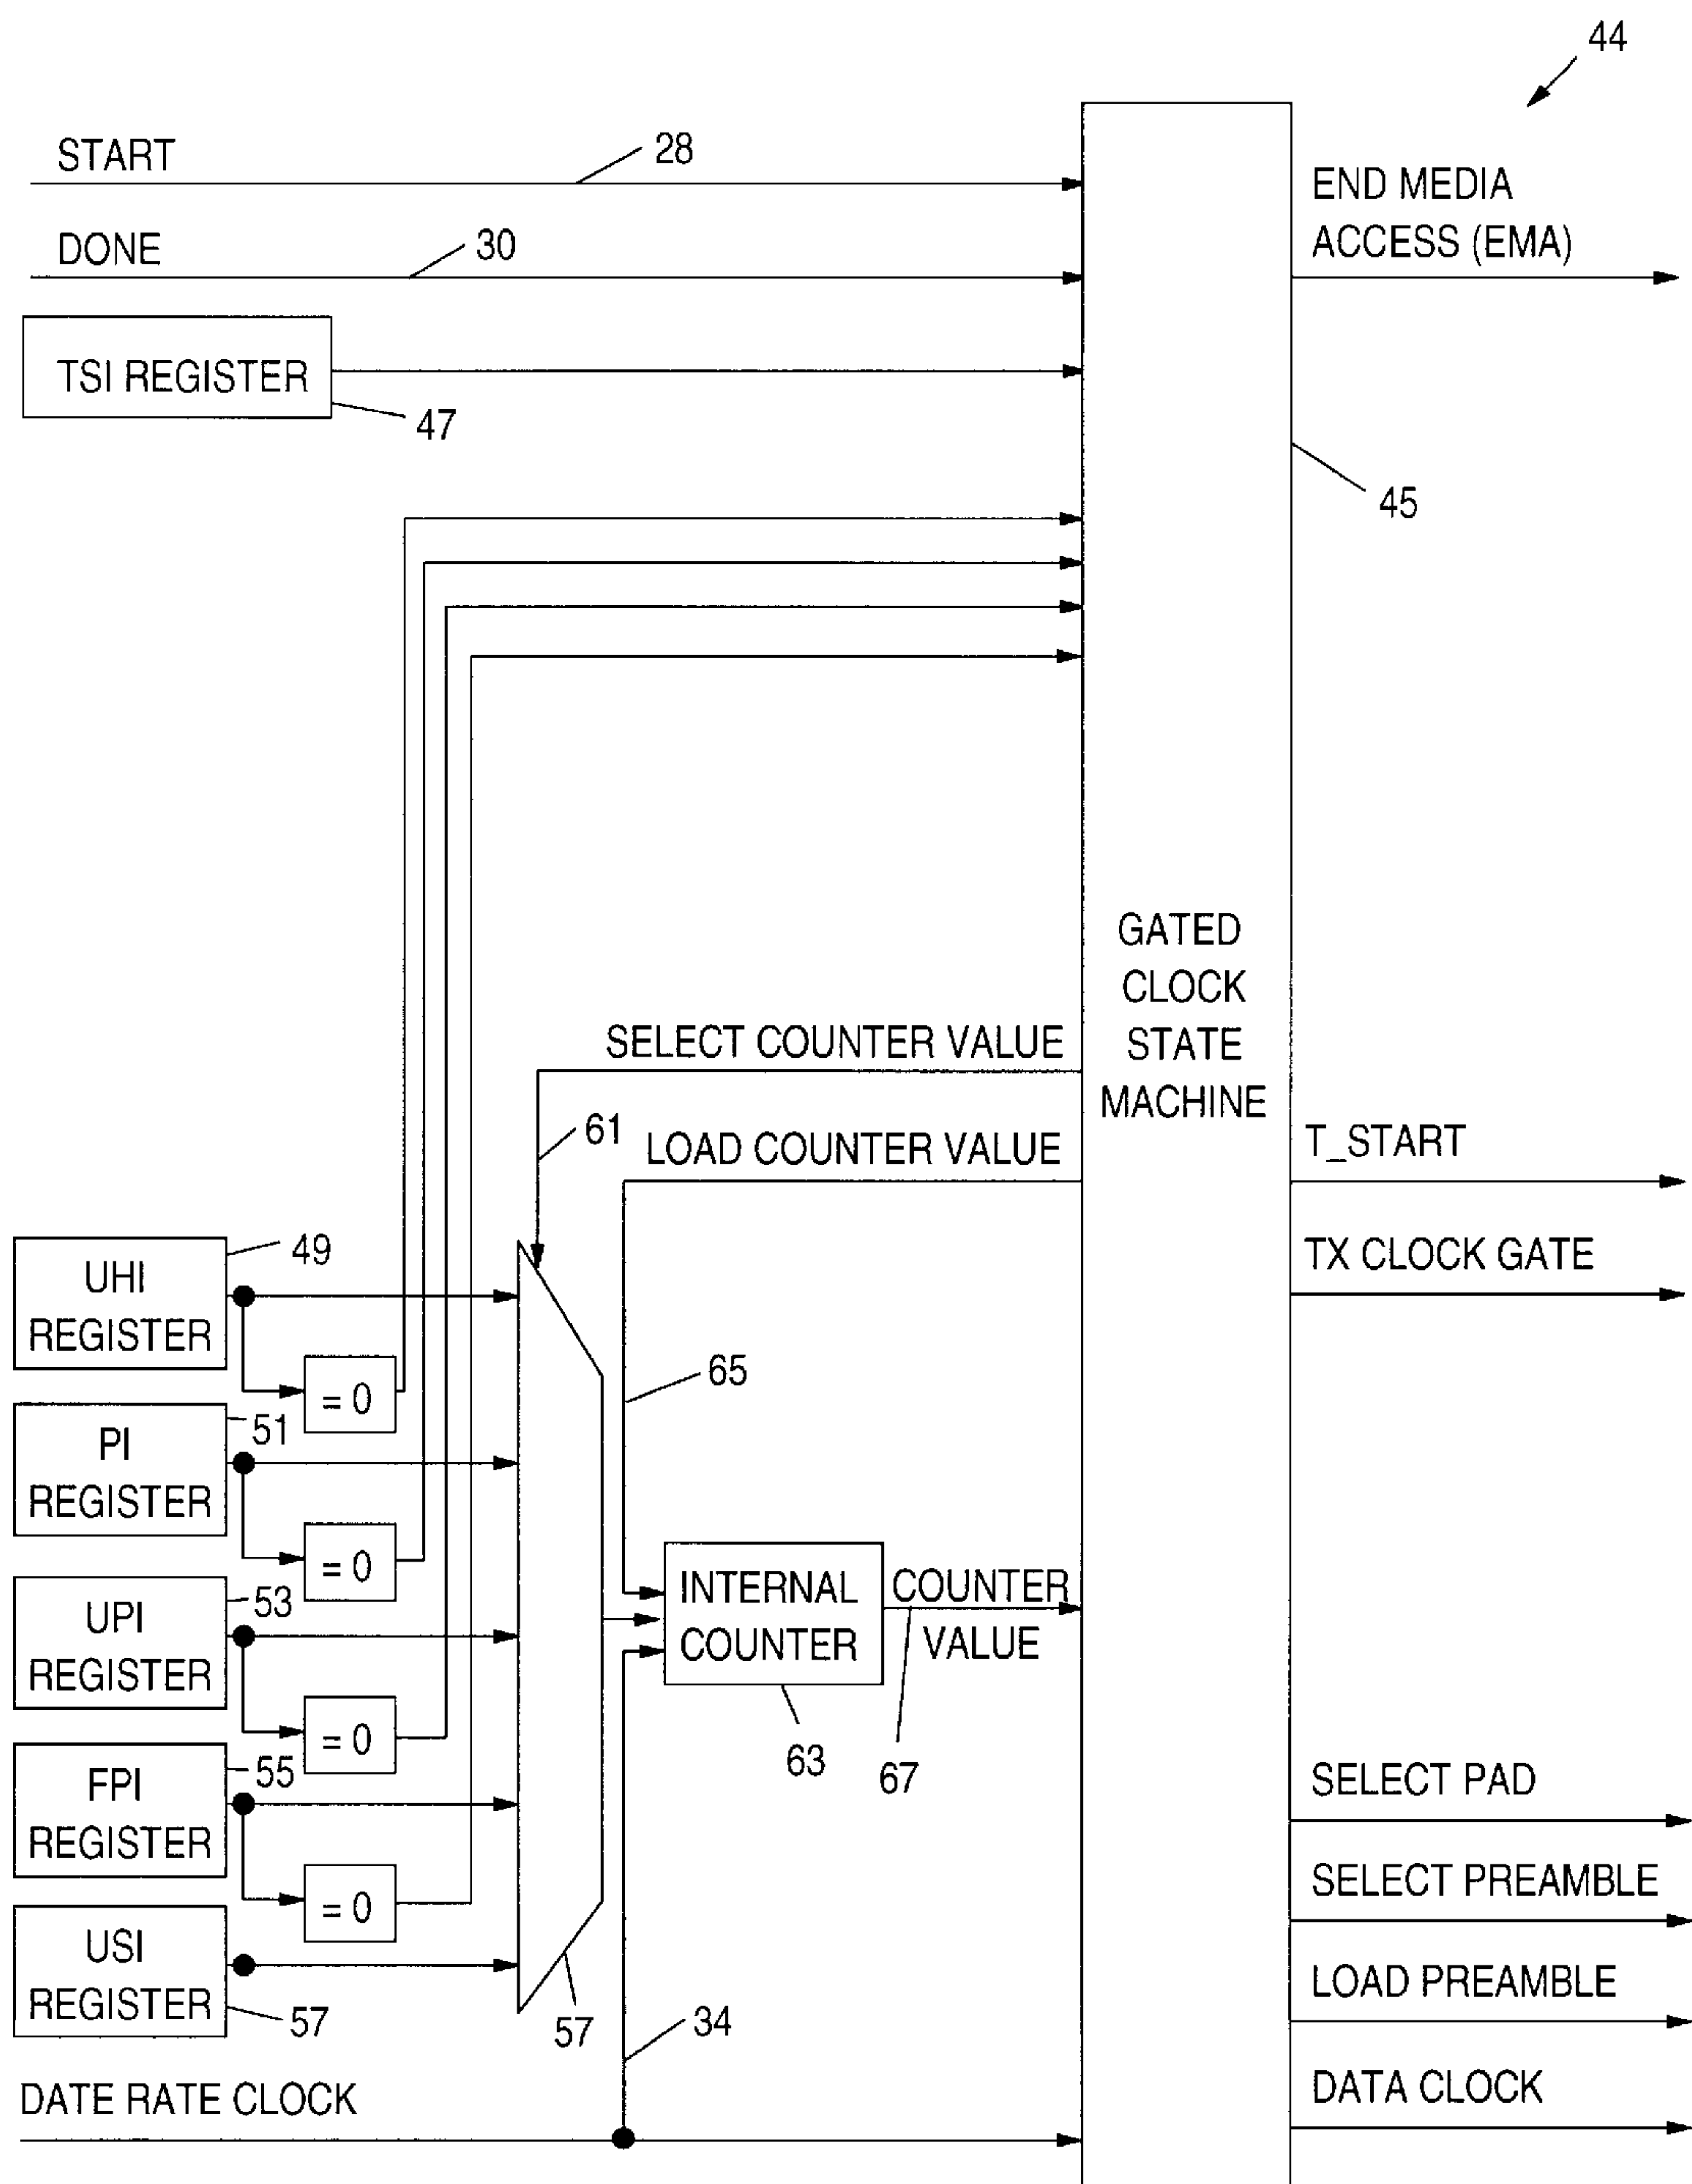 44
START
28
END MEDIA
ACCESS (EMA)
DONE
30
TSI REGISTER
47
45
GATED
CLOCK
STATE
MACHINE
SELECT COUNTER VALUE
61
LOAD COUNTER VALUE
T_START
TX CLOCK GATE
UHI
REGISTER
49
= 0
65
PI
REGISTER
51
= 0
UPI
REGISTER
53
= 0
INTERNAL
COUNTER
COUNTER
VALUE
63
67
FPI
REGISTER
55
= 0
SELECT PAD
SELECT PREAMBLE
USI
REGISTER
57
57
34
LOAD PREAMBLE
DATE RATE CLOCK
DATA CLOCK